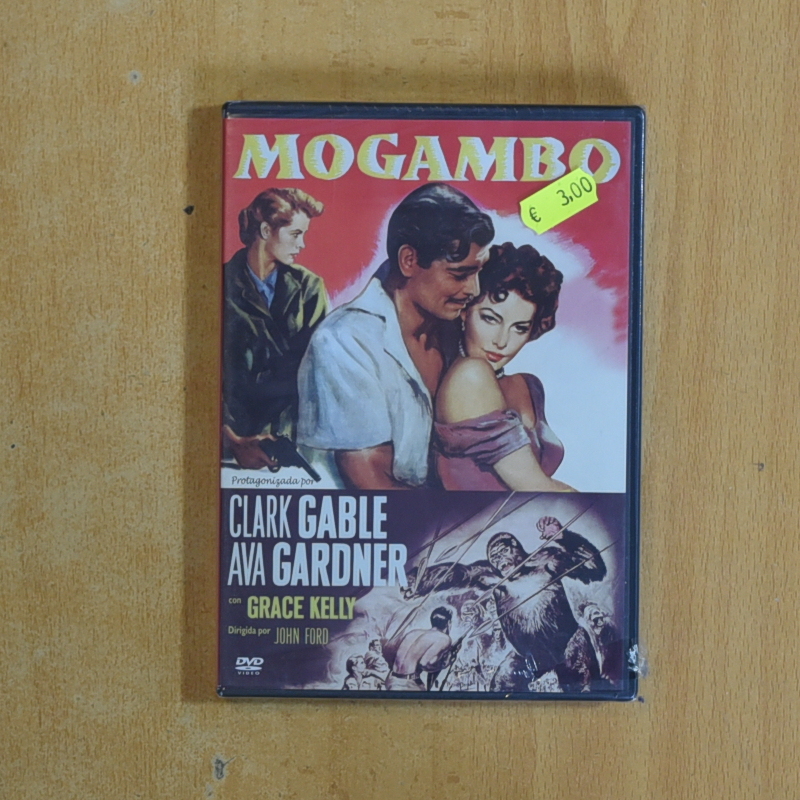 MOGAMBO
€ 3,00
Protagonizada por
CLARK GABLE
AVA GARDNER
con GRACE KELLY
Dirigida por JOHN FORD
DVD
VIDEO